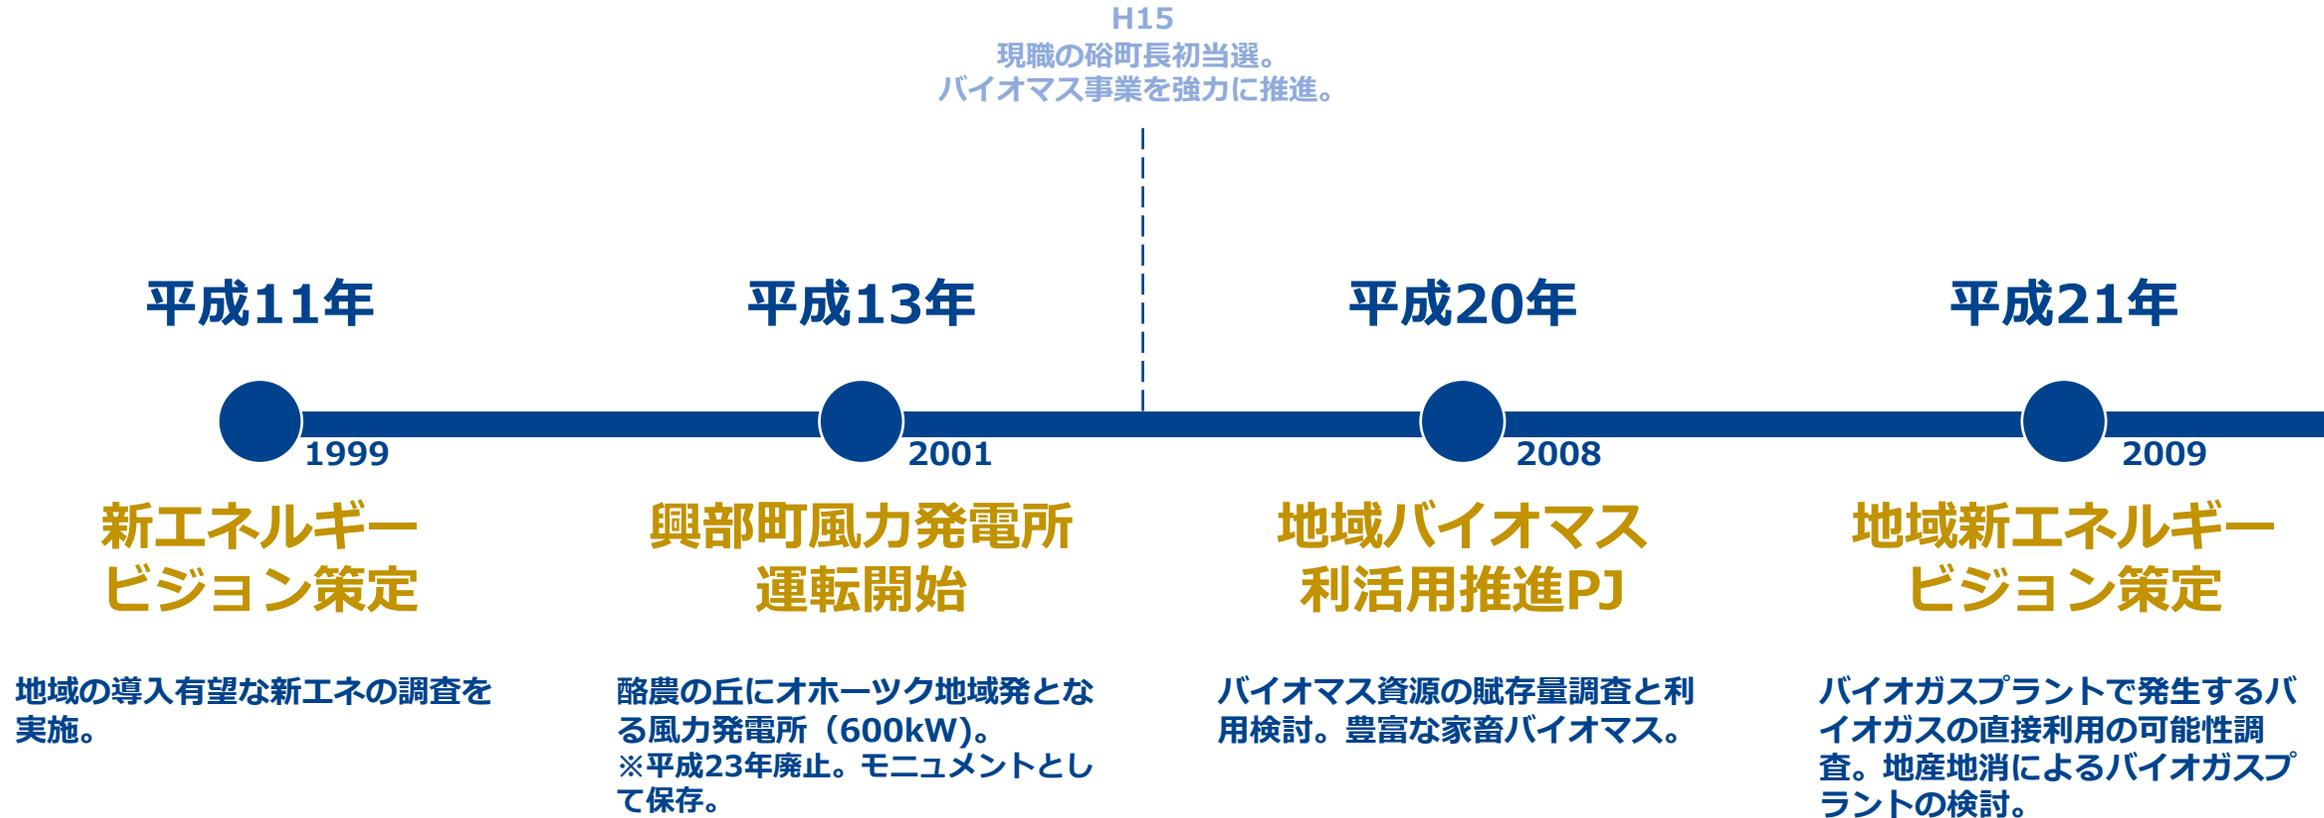 H15
現職の硲町長初当選。
バイオマス事業を強力に推進。
平成11年
1999
新エネルギー
ビジョン策定
地域の導入有望な新エネの調査を
実施。
平成13年
2001
興部町風力発電所
運転開始
酪農の丘にオホーツク地域発とな
る風力発電所（600kW)。
※平成23年廃止。モニュメントとし
て保存。
平成20年
2008
地域バイオマス
利活用推進PJ
バイオマス資源の賦存量調査と利
用検討。豊富な家畜バイオマス。
平成21年
2009
地域新エネルギー
ビジョン策定
バイオガスプラントで発生するバ
イオガスの直接利用の可能性調
査。地産地消によるバイオガスプ
ラントの検討。